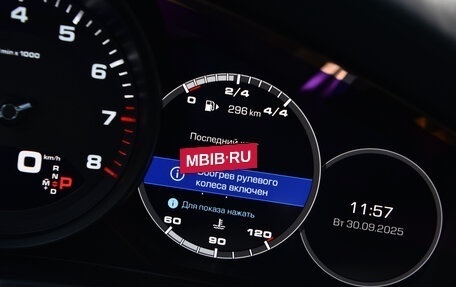 /min x 1000
6
7
8
0 km/h
R
N
D
P
0 2/4 4/4
296 km
Последний
MBIB.RU
Обогрев рулевого
колеса включен
Для показа нажать
60 90 120
11:57
Вт 30.09.2025